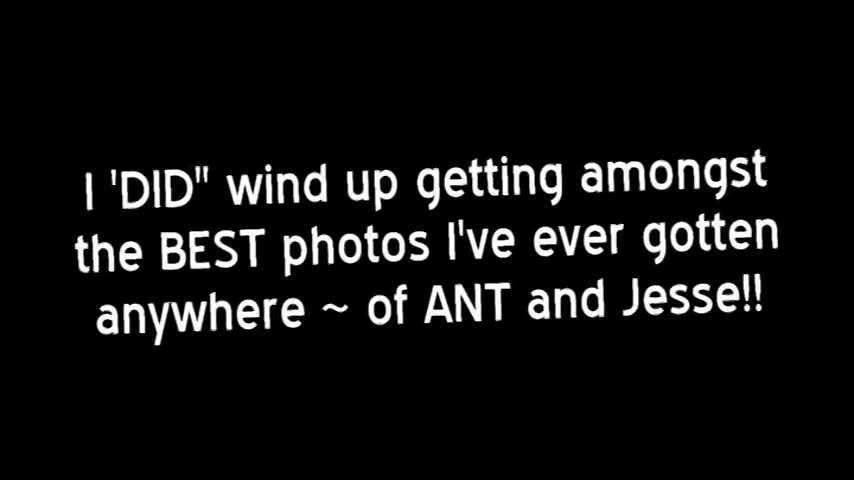 I 'DID" wind up getting amongst
the BEST photos I've ever gotten
anywhere ~ of ANT and Jesse!!